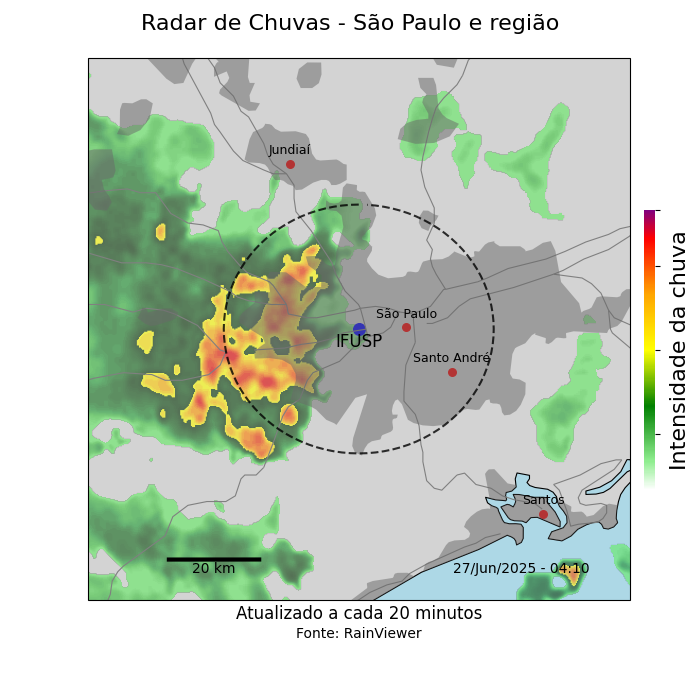 Radar de Chuvas - São Paulo e região
Jundiaí
São Paulo
IFUSP
Santo André
Intensidade da chuva
Santos
20 km
27/Jun/2025 - 04:10
Atualizado a cada 20 minutos
Fonte: RainViewer